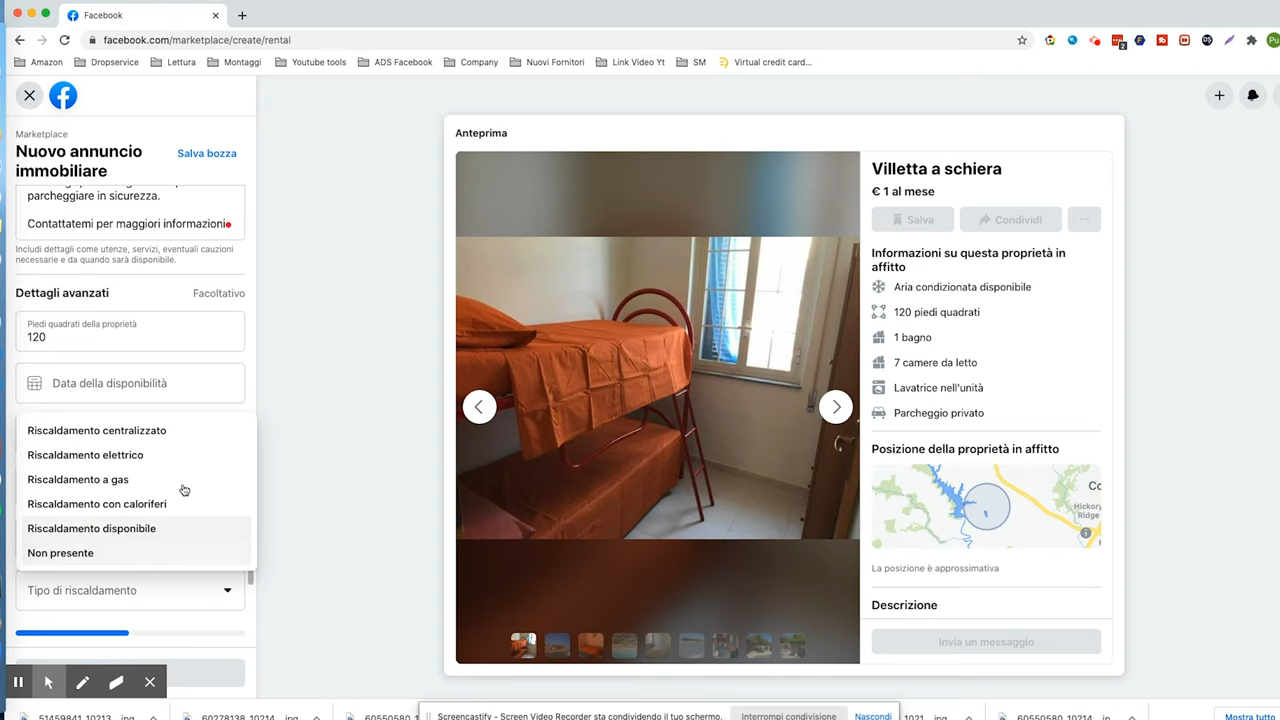 Facebook
facebook.com/marketplace/create/rental
Amazon
Dropservice
Lettura
Montaggi
Youtube tools
ADS Facebook
Company
Nuovi Fornitori
Link Video Yt
SM
Virtual credit card...
Marketplace
Nuovo annuncio
immobiliare
Salva bozza
parcheggiare in sicurezza.
Contattatemi per maggiori informazioni
Includi dettagli come utenze, servizi, eventuali cauzioni
necessarie e da quando sarà disponibile.
Dettagli avanzati
Facoltativo
Piedi quadrati della proprietà
120
Data della disponibilità
Riscaldamento centralizzato
Riscaldamento elettrico
Riscaldamento a gas
Riscaldamento con caloriferi
Riscaldamento disponibile
Non presente
Tipo di riscaldamento
Anteprima
Villetta a schiera
€ 1 al mese
Salva
Condividi
Informazioni su questa proprietà in
affitto
Aria condizionata disponibile
120 piedi quadrati
1 bagno
7 camere da letto
Lavatrice nell'unità
Parcheggio privato
Posizione della proprietà in affitto
Co
Hickory
Ridge
La posizione è approssimativa
Descrizione
Invia un messaggio
51459841_10213....jpg
60278138_10214....jpg
Screencastify - Screen Video Recorder sta condividendo il tuo schermo.
Interrompi condivisione
Nascondi
Mostra tutto